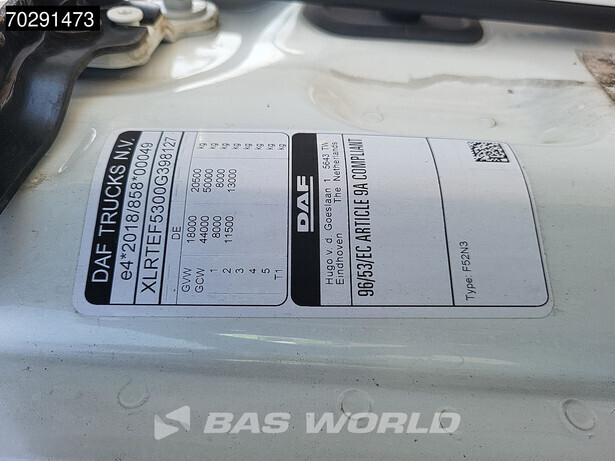 70291473
DAF TRUCKS N.V.
e4*2018/858*00049
XLRTEF5300G398127
DE
GVW 18000 20500 kg
GCW 44000 50000 kg
1 8000 8000 kg
2 11500 13000 kg
3 kg
4 kg
5 kg
T1 kg
DAF
Hugo v. d. Goeslaan 1 5643 TW
Eindhoven The Netherlands
96/53/EC ARTICLE 9A COMPLIANT
Type: F52N3
BAS WORLD